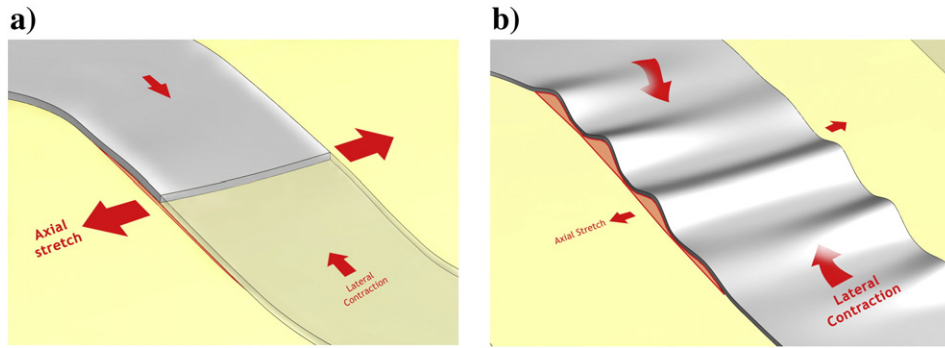 a)
b)
Axial
stretch
Lateral
Contraction
Axial Stretch
Lateral
Contraction